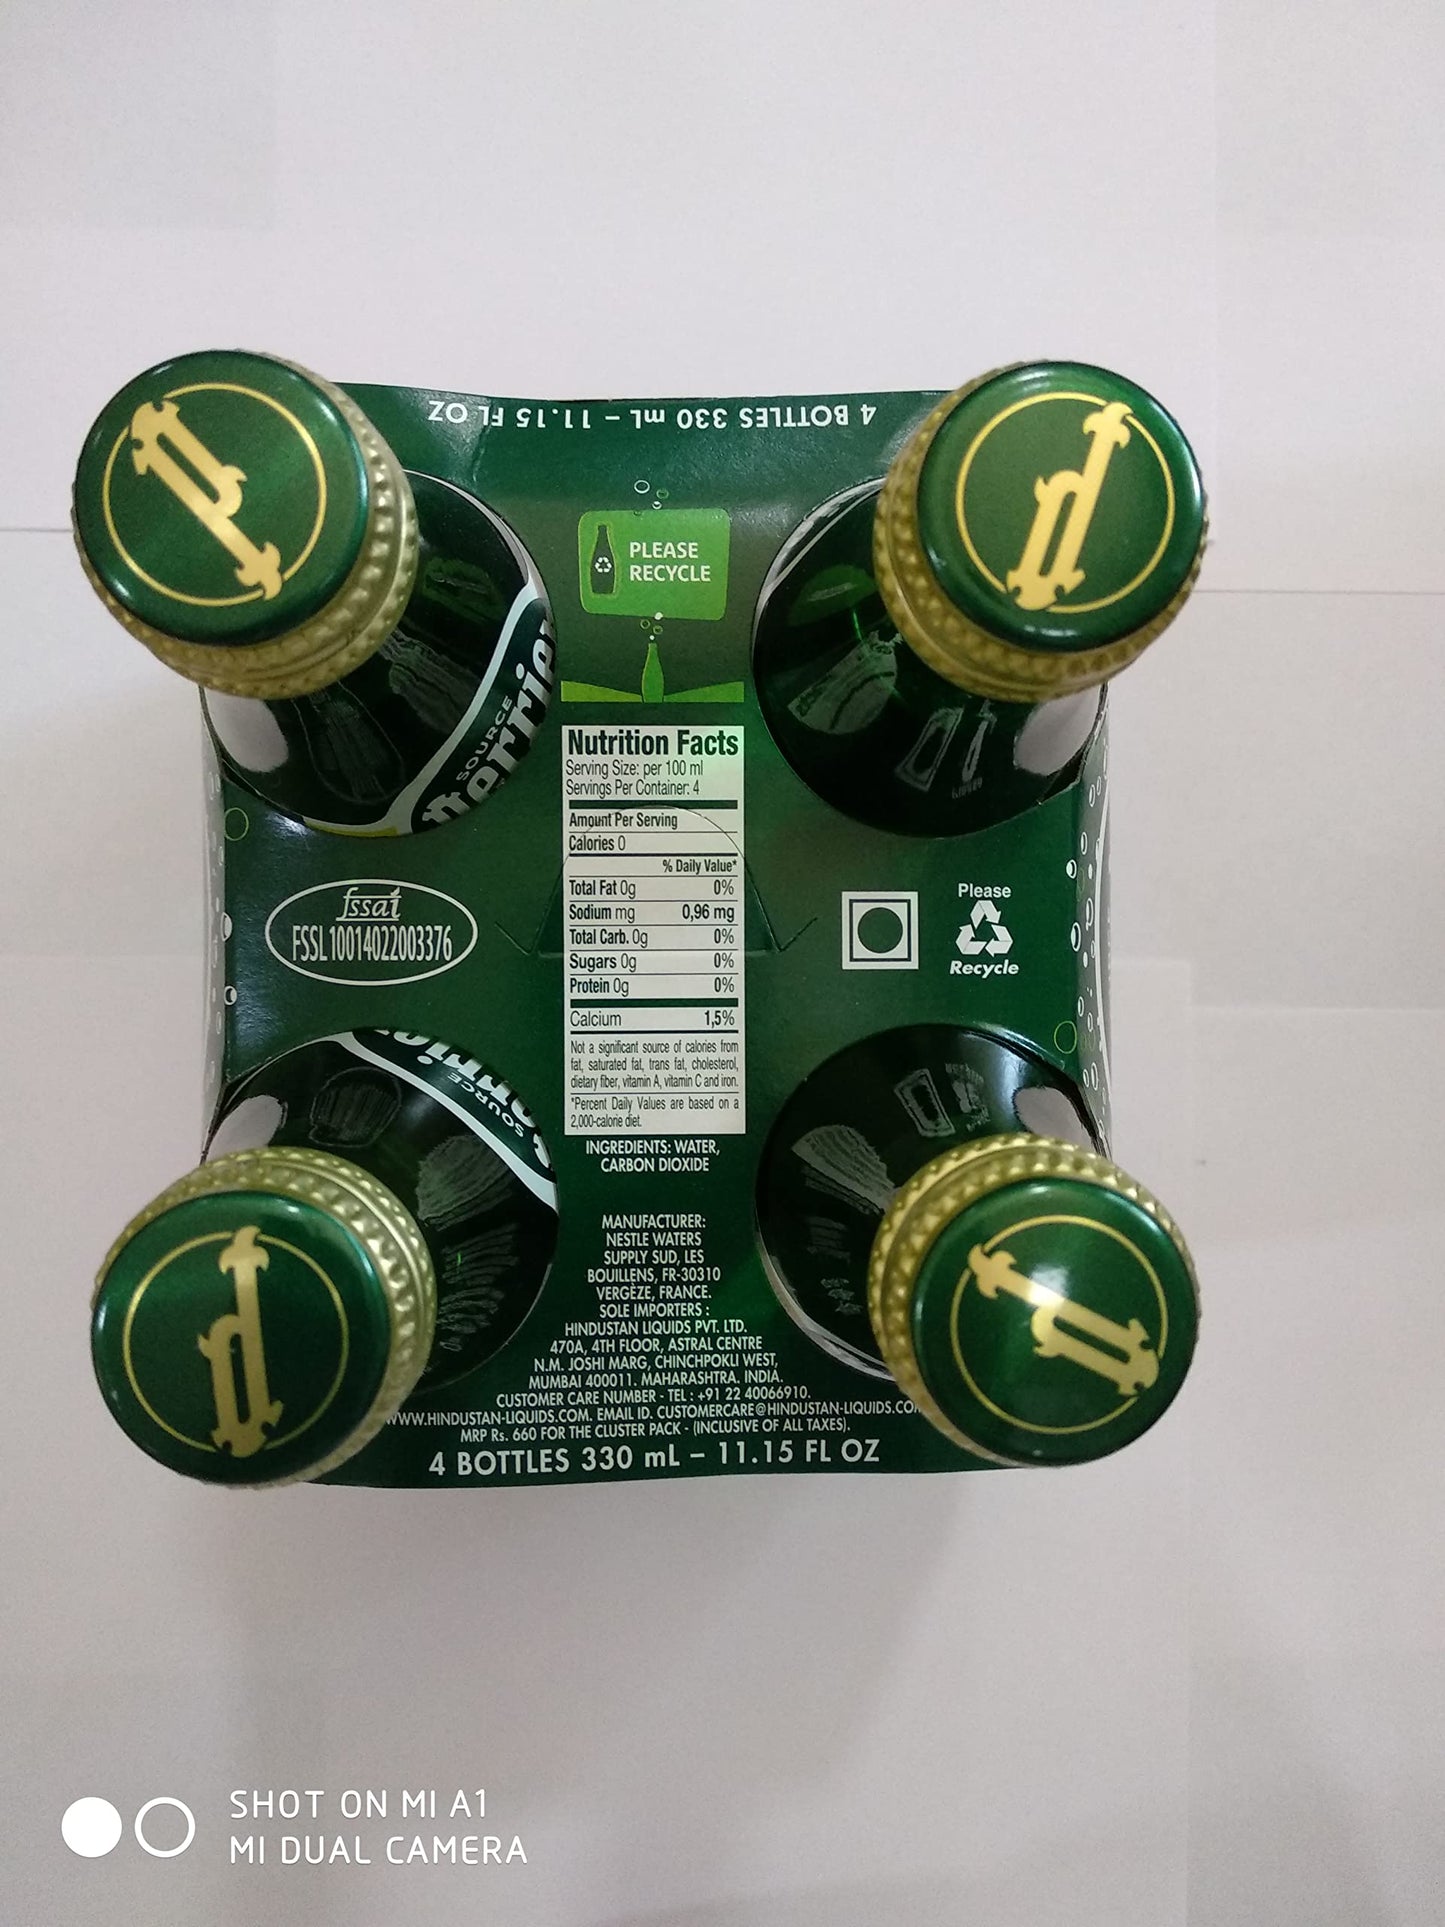 4 BOTTLES 330 mL – 11.15 FL OZ
PLEASE
RECYCLE
SOURCE
Perrier
Nutrition Facts
Serving Size: per 100 ml
Servings Per Container: 4
Amount Per Serving
Calories 0
% Daily Value*
Total Fat 0g 0%
Sodium mg 0,96 mg
Total Carb. 0g 0%
Sugars 0g 0%
Protein 0g 0%
Calcium 1,5%
Not a significant source of calories from
fat, saturated fat, trans fat, cholesterol,
dietary fiber, vitamin A, vitamin C and iron.
*Percent Daily Values are based on a
2,000-calorie diet.
fssai
FSSL 10014022003376
Please
Recycle
SOURCE
INGREDIENTS: WATER,
CARBON DIOXIDE
MANUFACTURER:
NESTLE WATERS
SUPPLY SUD, LES
BOUILLENS, FR-30310
VERGÈZE, FRANCE.
SOLE IMPORTERS :
HINDUSTAN LIQUIDS PVT. LTD.
470A, 4TH FLOOR, ASTRAL CENTRE
N.M. JOSHI MARG, CHINCHPOKLI WEST,
MUMBAI 400011. MAHARASHTRA. INDIA.
CUSTOMER CARE NUMBER - TEL : +91 22 40066910.
WWW.HINDUSTAN-LIQUIDS.COM. EMAIL ID. CUSTOMERCARE@HINDUSTAN-LIQUIDS.COM
MRP Rs. 660 FOR THE CLUSTER PACK - (INCLUSIVE OF ALL TAXES).
4 BOTTLES 330 mL – 11.15 FL OZ
SHOT ON MI A1
MI DUAL CAMERA